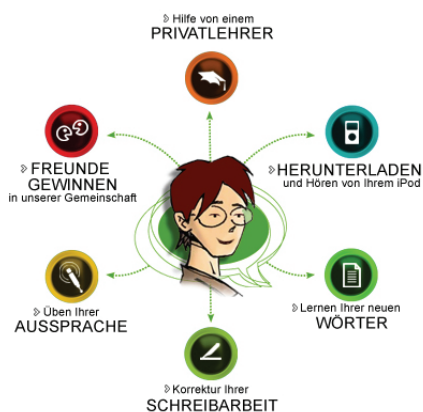 » Hilfe von einem
PRIVATLEHRER
» FREUNDE
GEWINNEN
in unserer Gemeinschaft
» HERUNTERLADEN
und Hören von Ihrem iPod
» Üben Ihrer
AUSSPRACHE
» Lernen Ihrer neuen
WÖRTER
» Korrektur Ihrer
SCHREIBARBEIT